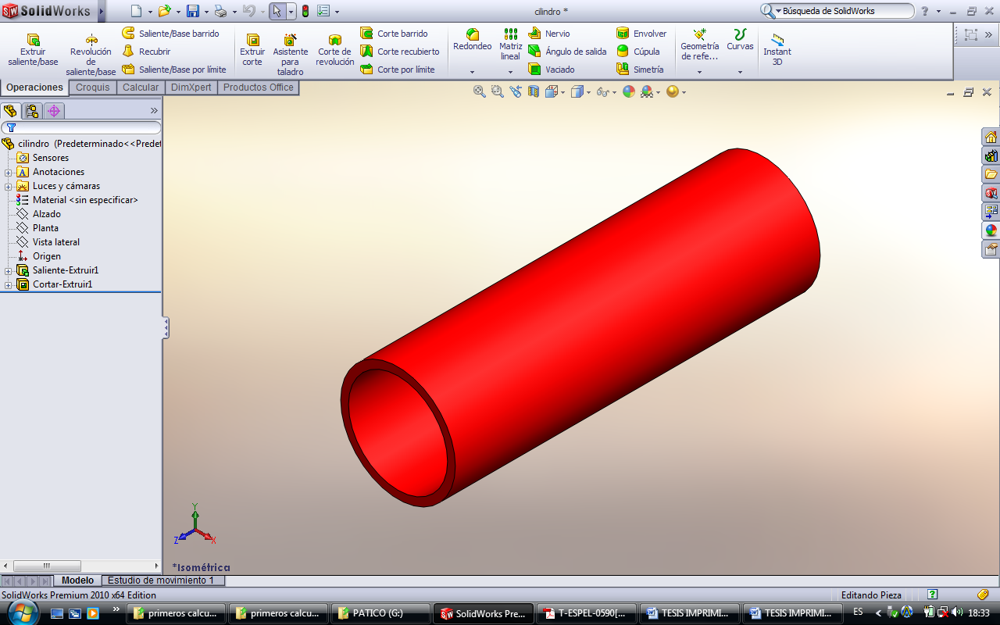 SolidWorks
cilindro *
Búsqueda de SolidWorks
Extruir saliente/base
Revolución de saliente/base
Saliente/Base barrido
Recubrir
Saliente/Base por límite
Extruir corte
Asistente para taladro
Corte de revolución
Corte barrido
Corte recubierto
Corte por límite
Redondeo
Matriz lineal
Nervio
Ángulo de salida
Vaciado
Envolver
Cúpula
Simetría
Geometría de refe...
Curvas
Instant 3D
Operaciones
Croquis
Calcular
DimXpert
Productos Office
cilindro (Predeterminado<<Predet
Sensores
Anotaciones
Luces y cámaras
Material <sin especificar>
Alzado
Planta
Vista lateral
Origen
Saliente-Extruir1
Cortar-Extruir1
Y
Z
X
*Isométrica
Modelo
Estudio de movimiento 1
SolidWorks Premium 2010 x64 Edition
Editando Pieza
primeros calcu...
primeros calcu...
PATICO (G:)
SolidWorks Pre...
T-ESPEL-0590[...
TESIS IMPRIMI...
TESIS IMPRIMI...
ES
18:33